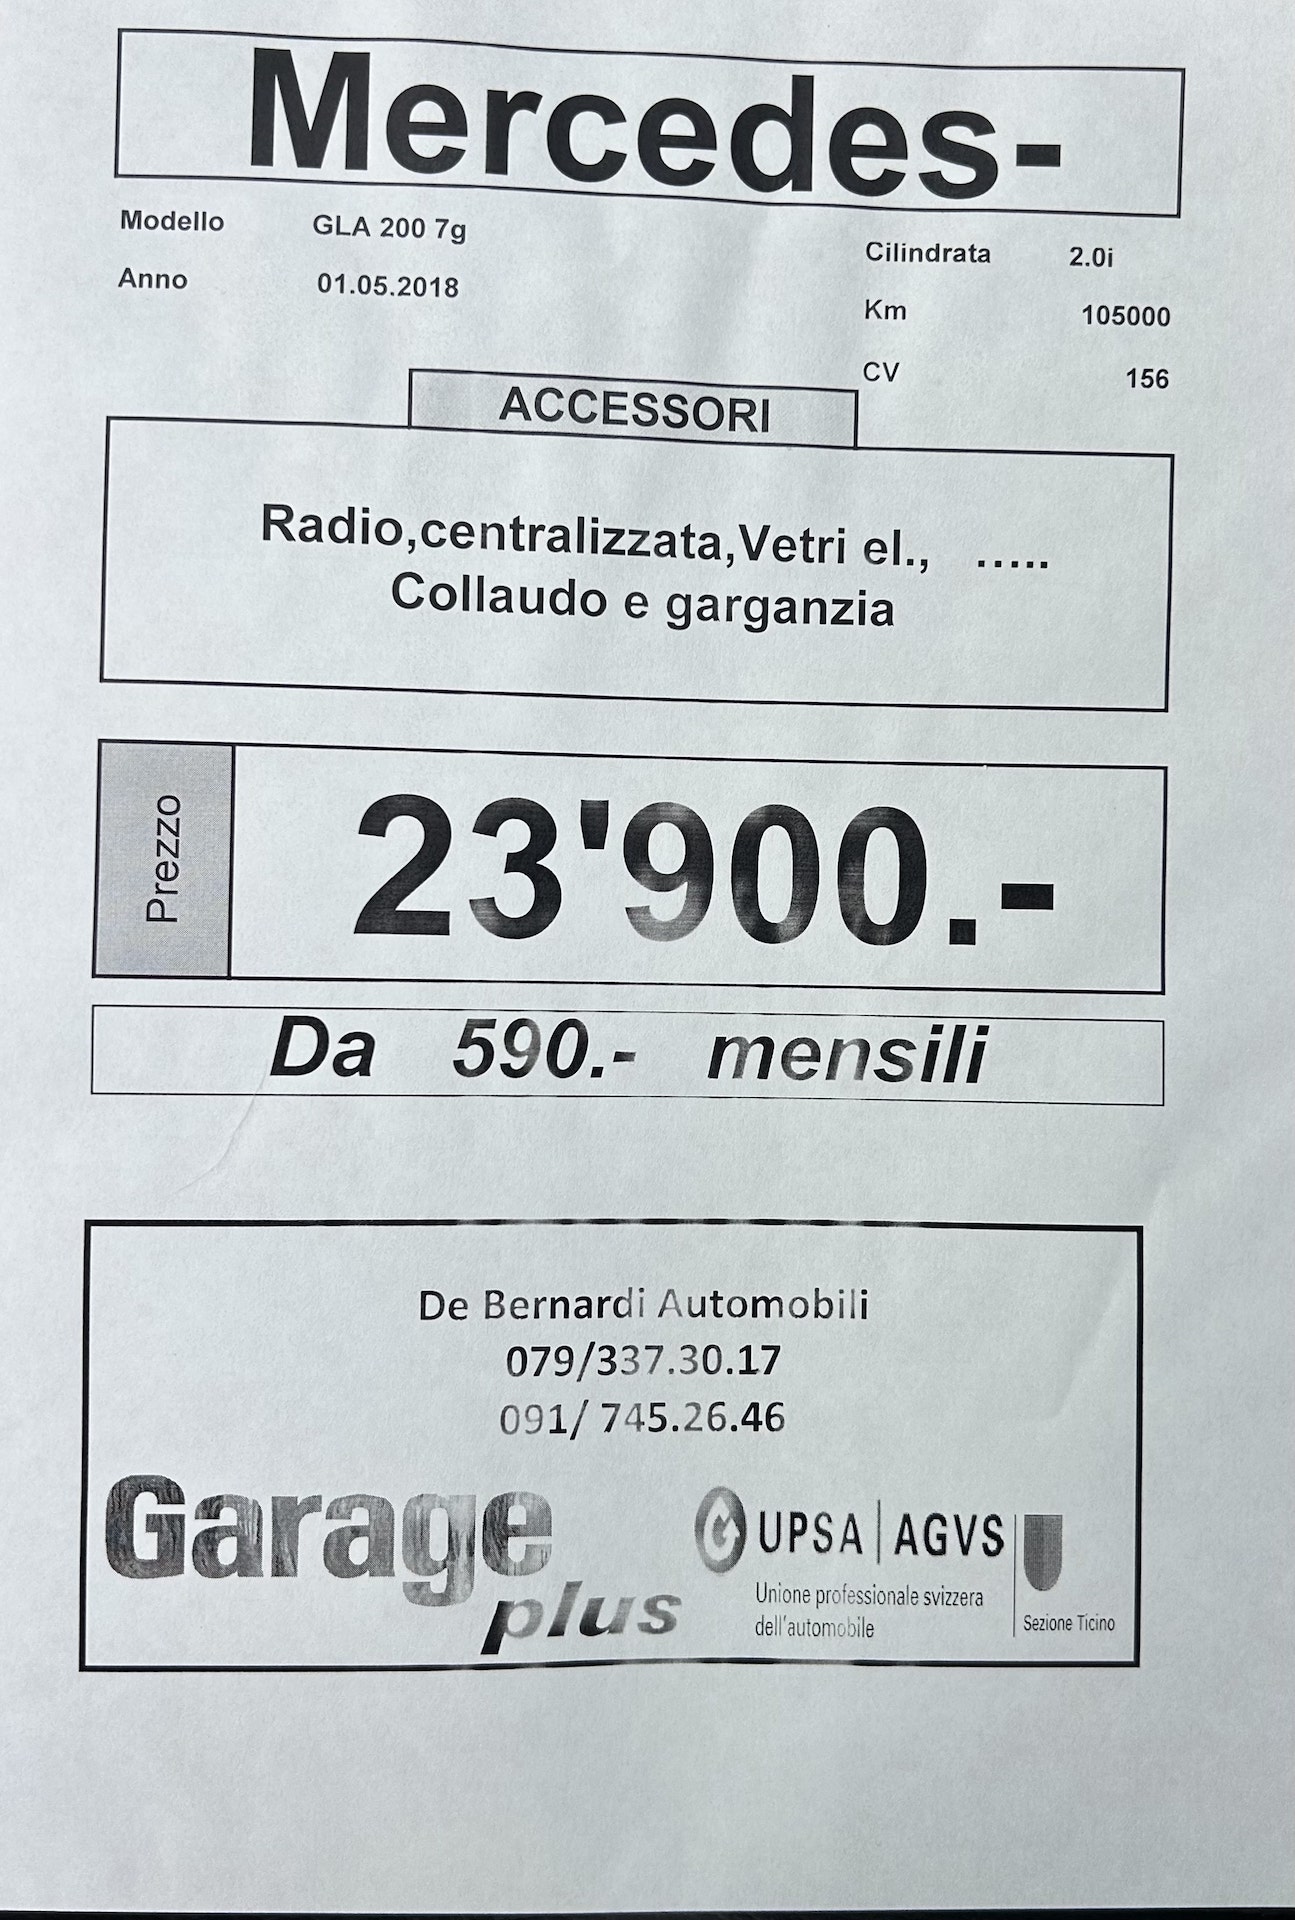 Mercedes-
Modello GLA 200 7g
Anno 01.05.2018
Cilindrata 2.0i
Km 105000
CV 156
ACCESSORI
Radio,centralizzata,Vetri el., .....
Collaudo e garganzia
Prezzo
23'900.-
Da 590.- mensili
De Bernardi Automobili
079/337.30.17
091/ 745.26.46
Garage
plus
UPSA | AGVS
Unione professionale svizzera
dell'automobile
Sezione Ticino